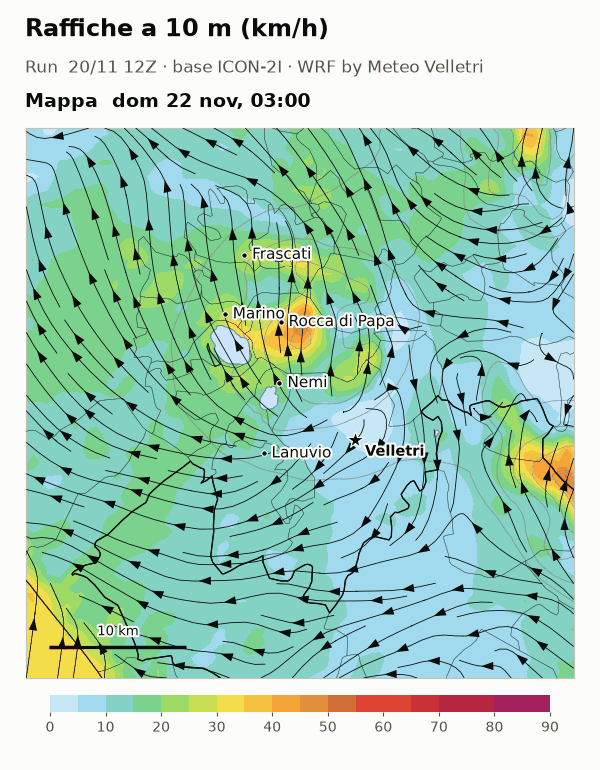 Raffiche a 10 m (km/h)
Run  20/11 12Z · base ICON-2I · WRF by Meteo Velletri
Mappa  dom 22 nov, 03:00
Frascati
Marino
Rocca di Papa
Nemi
Velletri
Lanuvio
10 km
0 10 20 30 40 50 60 70 80 90